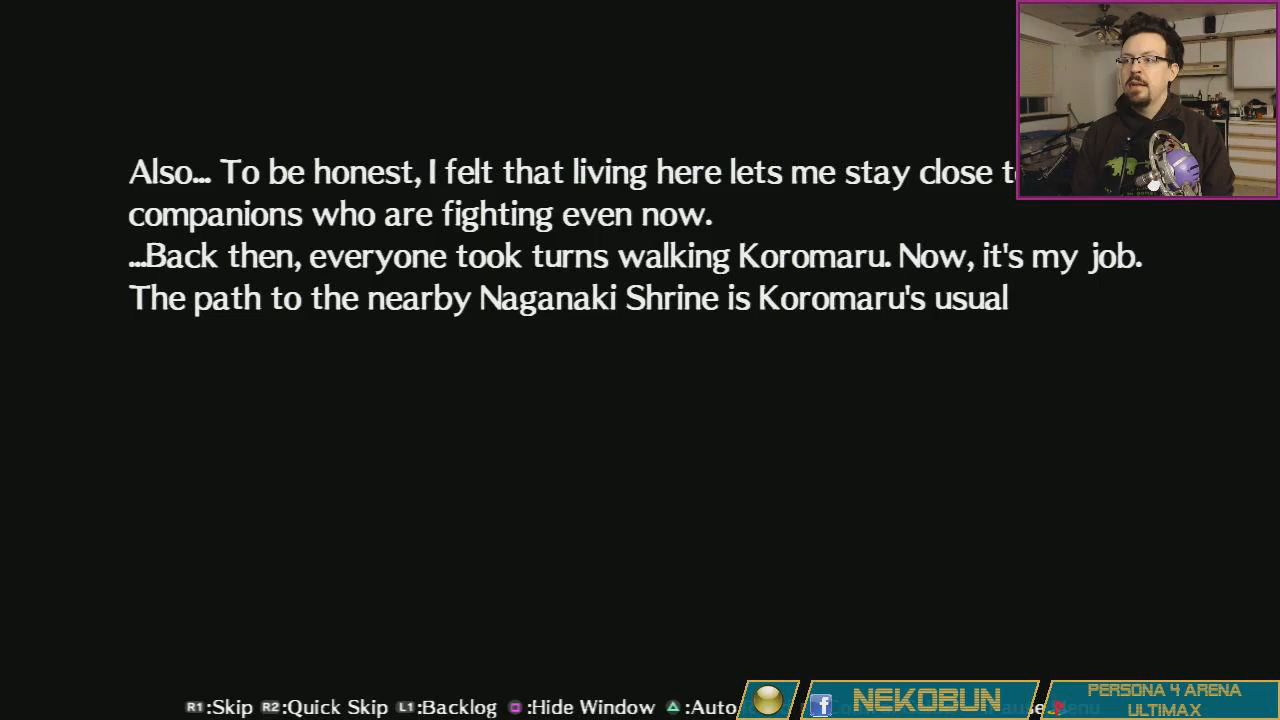 Also... To be honest, I felt that living here lets me stay close
companions who are fighting even now.
...Back then, everyone took turns walking Koromaru. Now, it's my job.
The path to the nearby Naganaki Shrine is Koromaru's usual
R1:Skip R2:Quick Skip L1:Backlog :Hide Window :Auto
NEKOBUN
PERSONA 4 ARENA
ULTIMAX